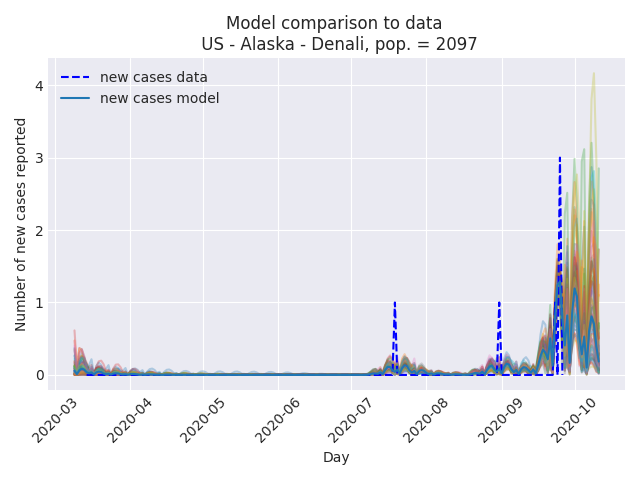 Model comparison to data
US - Alaska - Denali, pop. = 2097
new cases data
new cases model
Number of new cases reported
4
3
2
1
0
2020-03
2020-04
2020-05
2020-06
2020-07
2020-08
2020-09
2020-10
Day